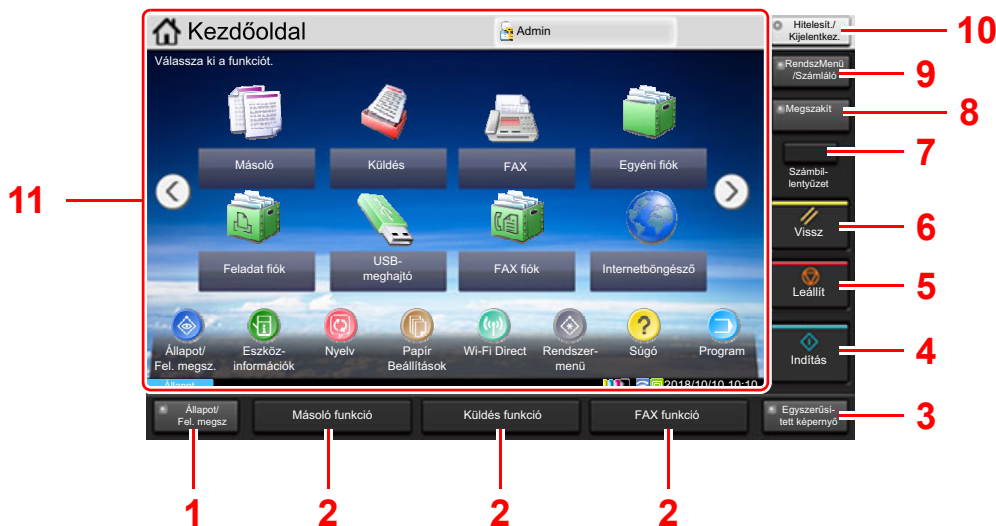 Kezdőoldal
Admin
Válassza ki a funkciót.
Másoló
Küldés
FAX
Egyéni fiók
Feladat fiók
USB-
meghajtó
FAX fiók
Internetböngésző
Állapot/
Fel. megsz.
Eszköz-
információk
Nyelv
Papír
Beállítások
Wi-Fi Direct
Rendszer-
menü
Súgó
Program
Állapot
2018/10/10 10:10
Hitelesít./
Kijelentkez.
10
RendszMenü
/Számláló
9
Megszakít
8
7
Számbil-
lentyűzet
Vissz
6
Leállít
5
Indítás
4
Egyszerűsí-
tett képernyő
3
11
Állapot/
Fel. megsz
Másoló funkció
Küldés funkció
FAX funkció
1
2
2
2